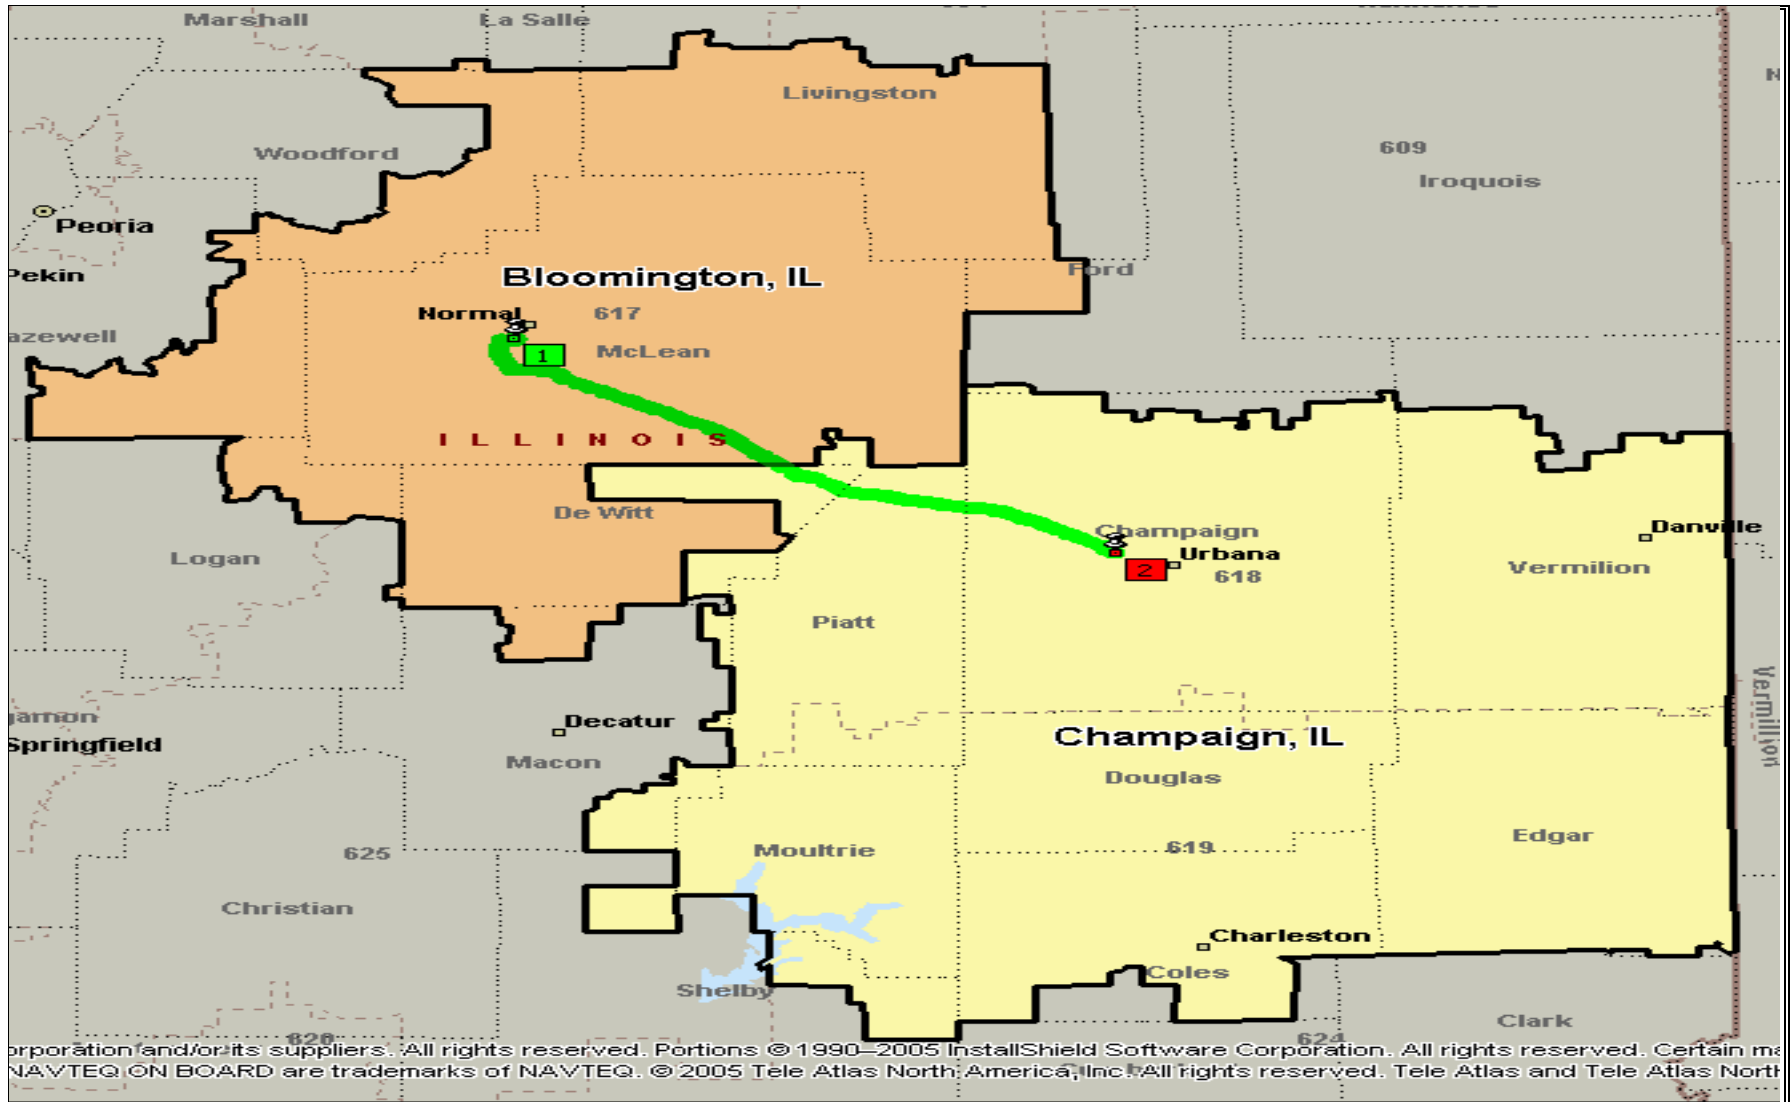 Marshall
La Salle
Livingston
Woodford
609
Iroquois
Peoria
Pekin
Ford
Bloomington, IL
Normal
617
azewell
1
McLean
ILLINOIS
De Witt
Champaign
Danville
Urbana
Logan
2
618
Vermilion
Piatt
Vermillion
gamon
Decatur
Springfield
Champaign, IL
Macon
Douglas
Edgar
625
Moultrie
619
Christian
Charleston
Coles
Shelby
Clark
624
orporation and/or its suppliers. All rights reserved. Portions © 1990–2005 InstallShield Software Corporation. All rights reserved. Certain ma
NAVTEQ ON BOARD are trademarks of NAVTEQ. © 2005 Tele Atlas North America, Inc. All rights reserved. Tele Atlas and Tele Atlas North